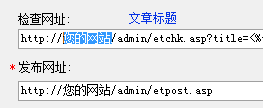 检查网址: 文章标题
http://您的网站/admin/etchk.asp?title=<%
* 发布网址:
http://您的网站/admin/etpost.asp